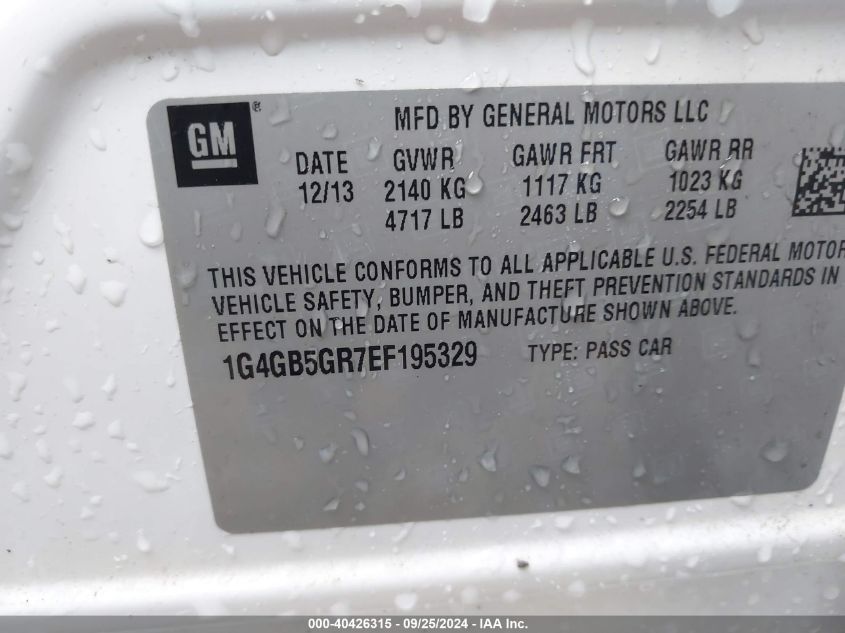 GM ®
MFD BY GENERAL MOTORS LLC
DATE GVWR GAWR FRT GAWR RR
12/13 2140 KG 1117 KG 1023 KG
4717 LB 2463 LB 2254 LB
THIS VEHICLE CONFORMS TO ALL APPLICABLE U.S. FEDERAL MOTOR
VEHICLE SAFETY, BUMPER, AND THEFT PREVENTION STANDARDS IN
EFFECT ON THE DATE OF MANUFACTURE SHOWN ABOVE.
1G4GB5GR7EF195329 TYPE: PASS CAR
000-40426315 - 09/25/2024 - IAA Inc.